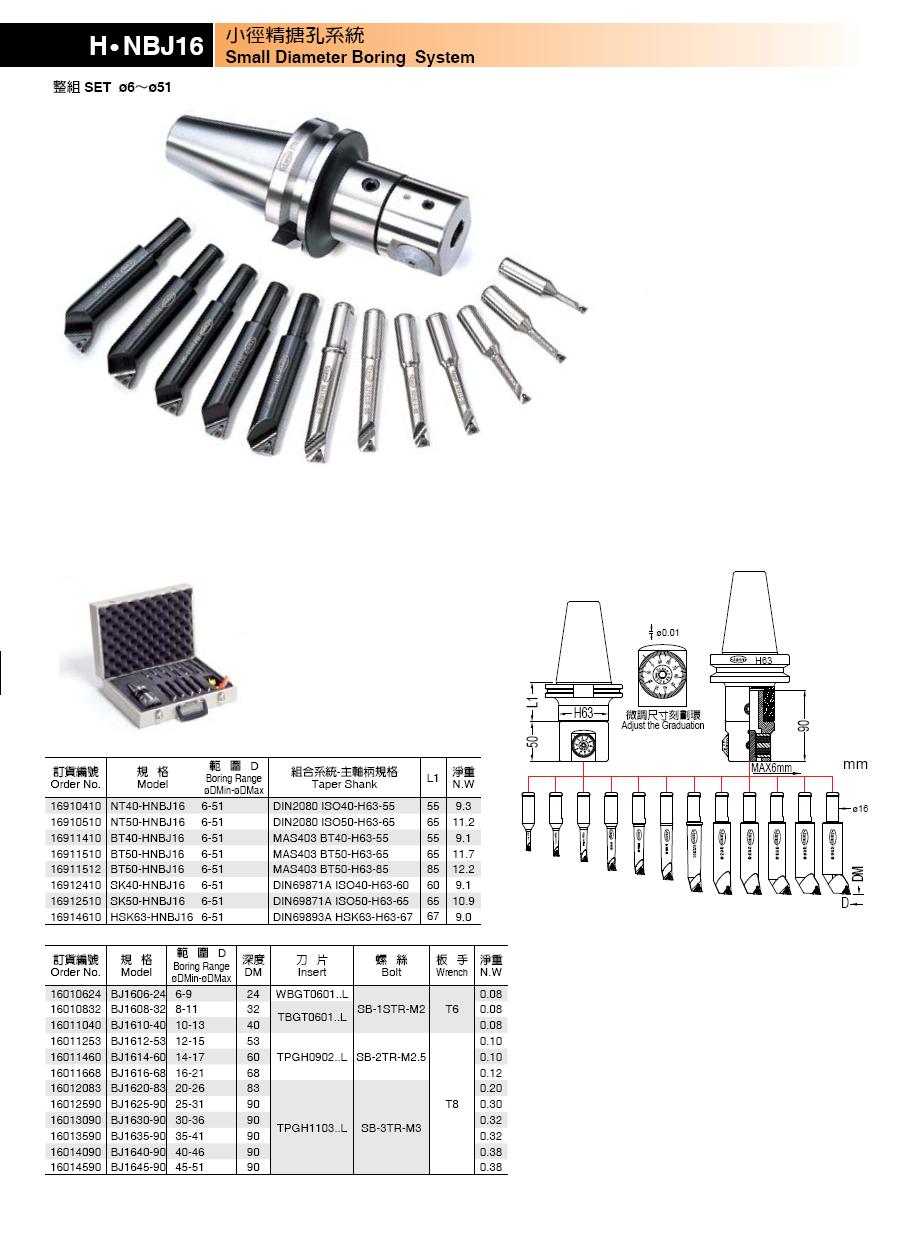 H•NBJ16
小徑精搪孔系統
Small Diameter Boring System
整組 SET ø6～ø51
ø0.01
H63
L1
H63
50
微調尺寸刻劃環
Adjust the Graduation
90
MAX6mm
mm
ø16
DM
D
訂貨編號 規 格 範 圍 D 組合系統-主軸柄規格 L1 淨重
Order No. Model Boring Range Taper Shank N.W
ø▯Min-ø▯Max
16910410 NT40-HNBJ16 6-51 DIN2080 ISO40-H63-55 55 9.3
16910510 NT50-HNBJ16 6-51 DIN2080 ISO50-H63-65 65 11.2
16911410 BT40-HNBJ16 6-51 MAS403 BT40-H63-55 55 9.1
16911510 BT50-HNBJ16 6-51 MAS403 BT50-H63-65 65 11.7
16911512 BT50-HNBJ16 6-51 MAS403 BT50-H63-85 85 12.2
16912410 SK40-HNBJ16 6-51 DIN69871A ISO40-H63-60 60 9.1
16912510 SK50-HNBJ16 6-51 DIN69871A ISO50-H63-65 65 10.9
16914610 HSK63-HNBJ16 6-51 DIN69893A HSK63-H63-67 67 9.0
訂貨編號 規 格 範 圍 D 深度 刀 片 螺 絲 板 手 淨重
Order No. Model Boring Range DM Insert Bolt Wrench N.W
ø▯Min-ø▯Max
16010624 BJ1606-24 6-9 24 WBGT0601..L 0.08
16010832 BJ1608-32 8-11 32 SB-1STR-M2 T6 0.08
TBGT0601..L
16011040 BJ1610-40 10-13 40 0.08
16011253 BJ1612-53 12-15 53 0.10
16011460 BJ1614-60 14-17 60 TPGH0902..L SB-2TR-M2.5 0.10
16011668 BJ1616-68 16-21 68 0.12
16012083 BJ1620-83 20-26 83 0.20
16012590 BJ1625-90 25-31 90 T8 0.30
16013090 BJ1630-90 30-36 90 0.32
TPGH1103..L SB-3TR-M3
16013590 BJ1635-90 35-41 90 0.32
16014090 BJ1640-90 40-46 90 0.38
16014590 BJ1645-90 45-51 90 0.38